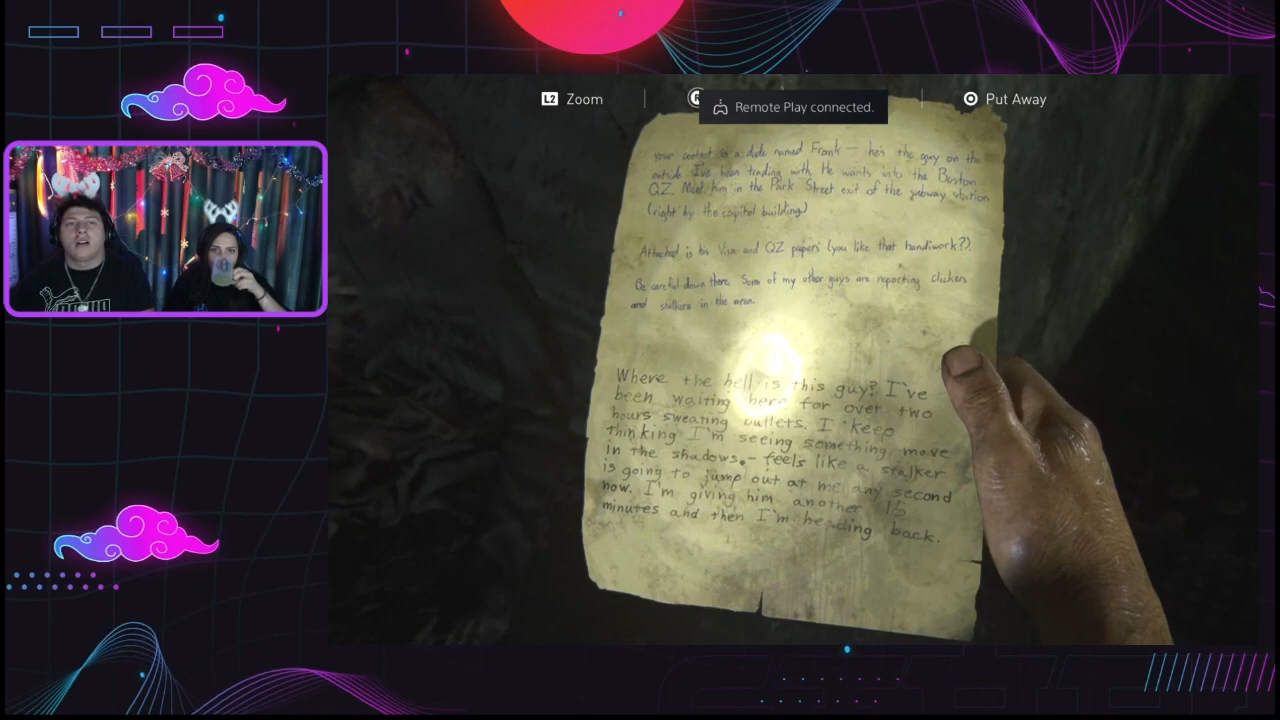 L2 Zoom
R
Remote Play connected.
Put Away
your contact is a dude named Frank — he's the guy on the
outside I've been trading with. He wants into the Boston
QZ. Meet him in the Park Street exit of the subway station
(right by the capitol building)
Attached is his Visa and QZ papers (you like that handiwork?).
Be careful down there. Some of my other guys are reporting clickers
and stalkers in the area.
Where the hell is this guy? I've
been waiting here for over two
hours sweating bullets. I keep
thinking I'm seeing something move
in the shadows - feels like a stalker
is going to jump out at me any second
now. I'm giving him another 15
minutes and then I'm heading back.